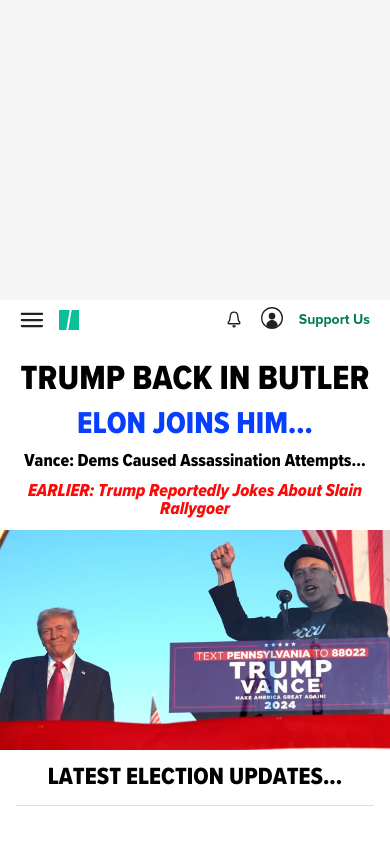 Support Us
TRUMP BACK IN BUTLER
ELON JOINS HIM...
Vance: Dems Caused Assassination Attempts...
EARLIER: Trump Reportedly Jokes About Slain
Rallygoer
TEXT PENNSYLVANIA TO 88022
TRUMP
VANCE
MAKE AMERICA GREAT AGAIN!
2024
LATEST ELECTION UPDATES...